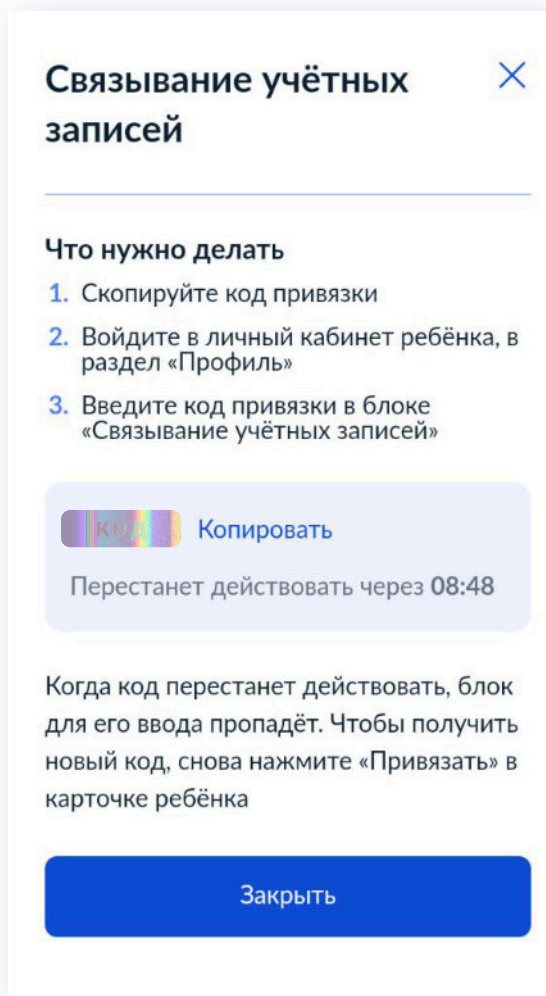 Связывание учётных
записей
Что нужно делать
1. Скопируйте код привязки
2. Войдите в личный кабинет ребёнка, в
раздел «Профиль»
3. Введите код привязки в блоке
«Связывание учётных записей»
КОД Копировать
Перестанет действовать через 08:48
Когда код перестанет действовать, блок
для его ввода пропадёт. Чтобы получить
новый код, снова нажмите «Привязать» в
карточке ребёнка
Закрыть